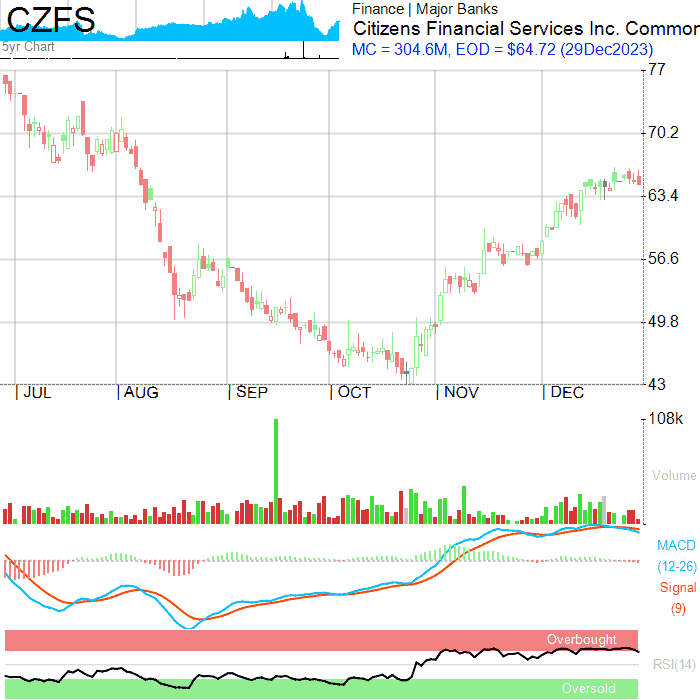 CZFS
5yr Chart
Finance | Major Banks
Citizens Financial Services Inc. Common
MC = 304.6M, EOD = $64.72 (29Dec2023)
77
70.2
63.4
56.6
49.8
43
JUL AUG SEP OCT NOV DEC
108k
Volume
MACD
(12-26)
Signal
(9)
Overbought
RSI(14)
Oversold